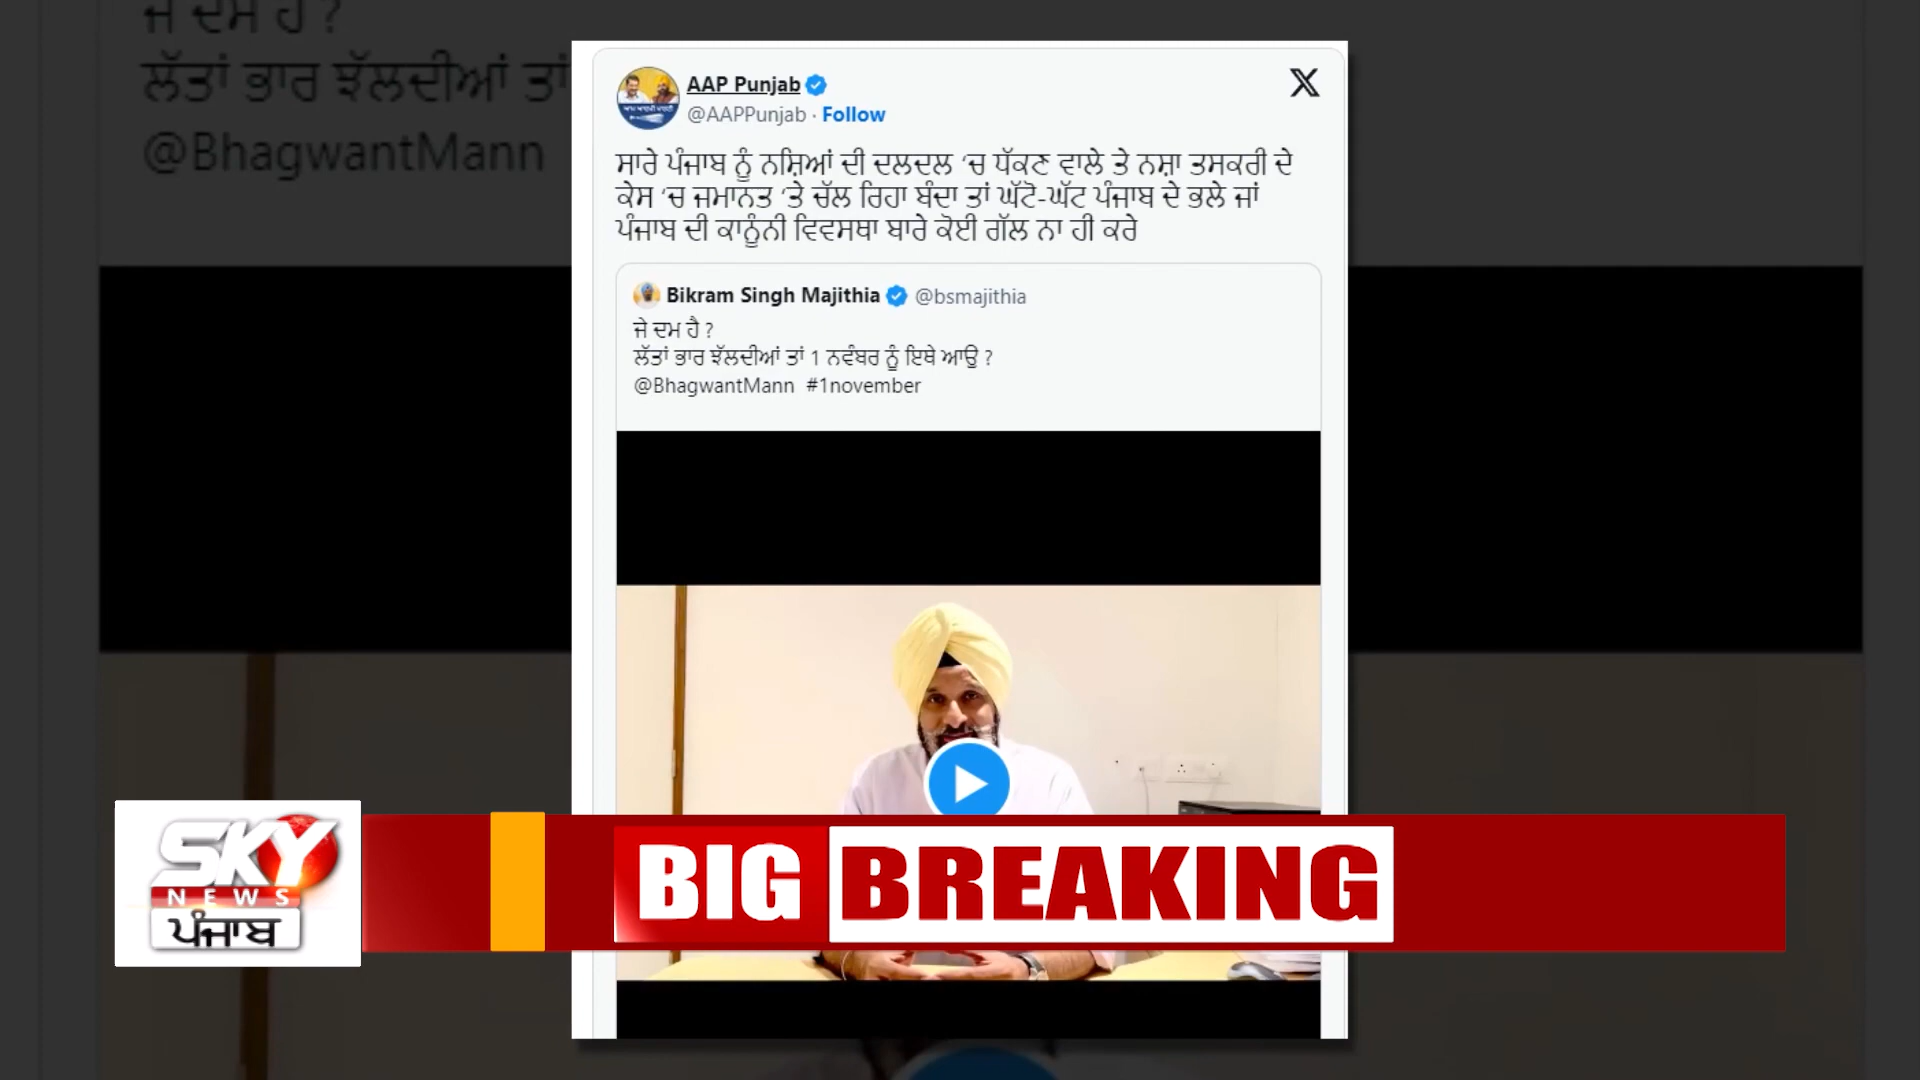 ਜੇ ਦਮ ਹੈ ?
ਲੱਤਾਂ ਭਾਰ ਝੱਲਦੀਆਂ ਤਾਂ
@BhagwantMann
AAP Punjab
@AAPPunjab · Follow
ਸਾਰੇ ਪੰਜਾਬ ਨੂੰ ਨਸ਼ਿਆਂ ਦੀ ਦਲਦਲ ‘ਚ ਧੱਕਣ ਵਾਲੇ ਤੇ ਨਸ਼ਾ ਤਸਕਰੀ ਦੇ
ਕੇਸ ‘ਚ ਜਮਾਨਤ ‘ਤੇ ਚੱਲ ਰਿਹਾ ਬੰਦਾ ਤਾਂ ਘੱਟੋ-ਘੱਟ ਪੰਜਾਬ ਦੇ ਭਲੇ ਜਾਂ
ਪੰਜਾਬ ਦੀ ਕਾਨੂੰਨੀ ਵਿਵਸਥਾ ਬਾਰੇ ਕੋਈ ਗੱਲ ਨਾ ਹੀ ਕਰੇ
Bikram Singh Majithia @bsmajithia
ਜੇ ਦਮ ਹੈ ?
ਲੱਤਾਂ ਭਾਰ ਝੱਲਦੀਆਂ ਤਾਂ 1 ਨਵੰਬਰ ਨੂੰ ਇਥੇ ਆਉ ?
@BhagwantMann #1november
SKY
NEWS
ਪੰਜਾਬ
BIG BREAKING